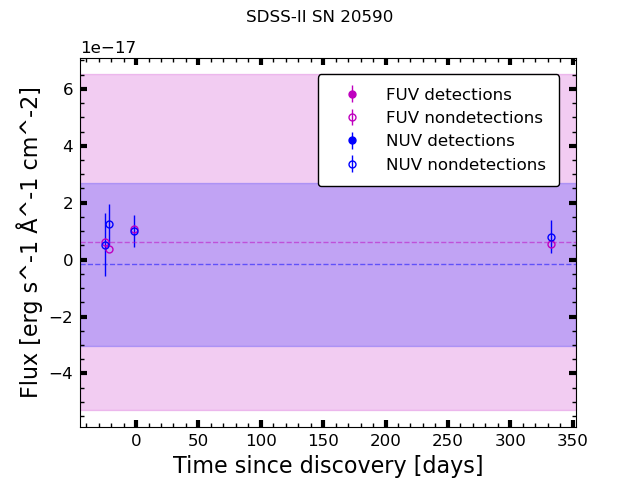 SDSS-II SN 20590
1e−17
FUV detections
FUV nondetections
NUV detections
NUV nondetections
6
4
2
0
−2
−4
0 50 100 150 200 250 300 350
Time since discovery [days]
Flux [erg s^-1 Å^-1 cm^-2]